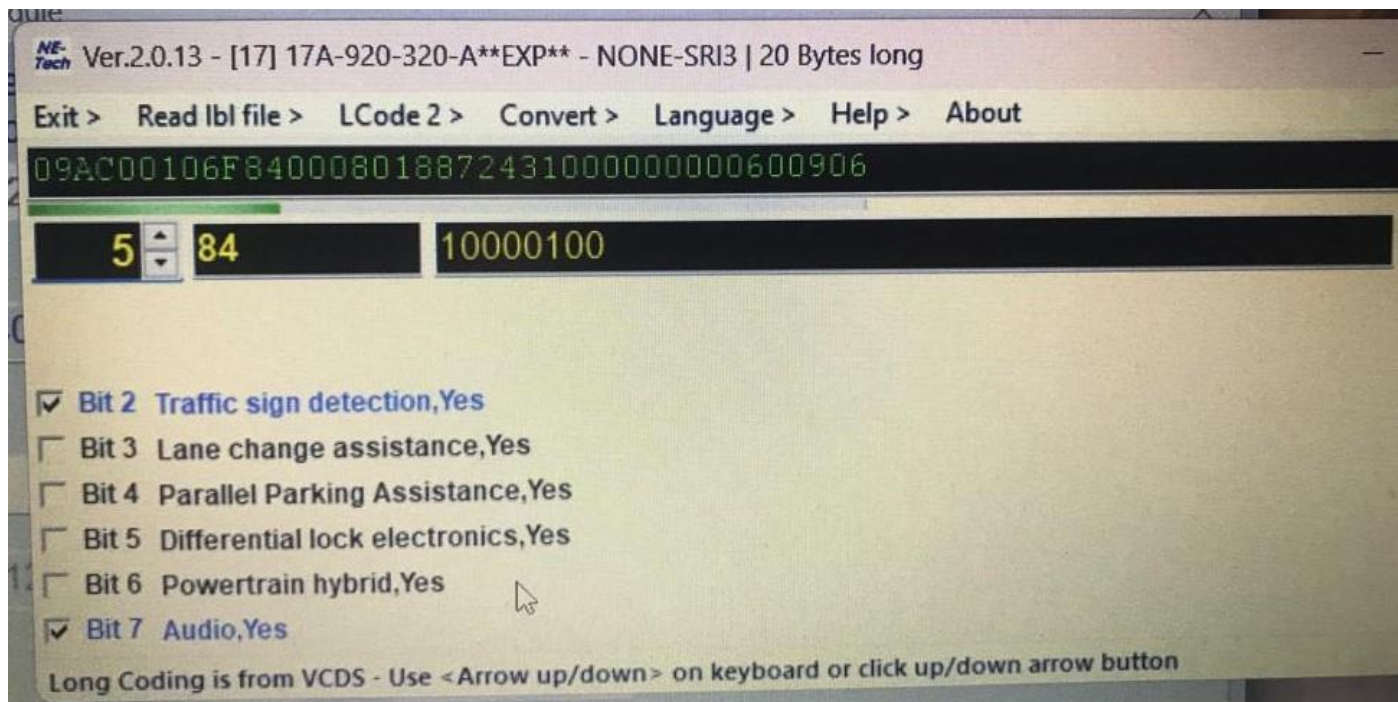 NE-Tech Ver.2.0.13 - [17] 17A-920-320-A**EXP** - NONE-SRI3 | 20 Bytes long
Exit > Read lbl file > LCode 2 > Convert > Language > Help > About
09AC00106F840008018872431000000000600906
5 84 10000100
Bit 2 Traffic sign detection,Yes
Bit 3 Lane change assistance,Yes
Bit 4 Parallel Parking Assistance,Yes
Bit 5 Differential lock electronics,Yes
Bit 6 Powertrain hybrid,Yes
Bit 7 Audio,Yes
Long Coding is from VCDS - Use <Arrow up/down> on keyboard or click up/down arrow button